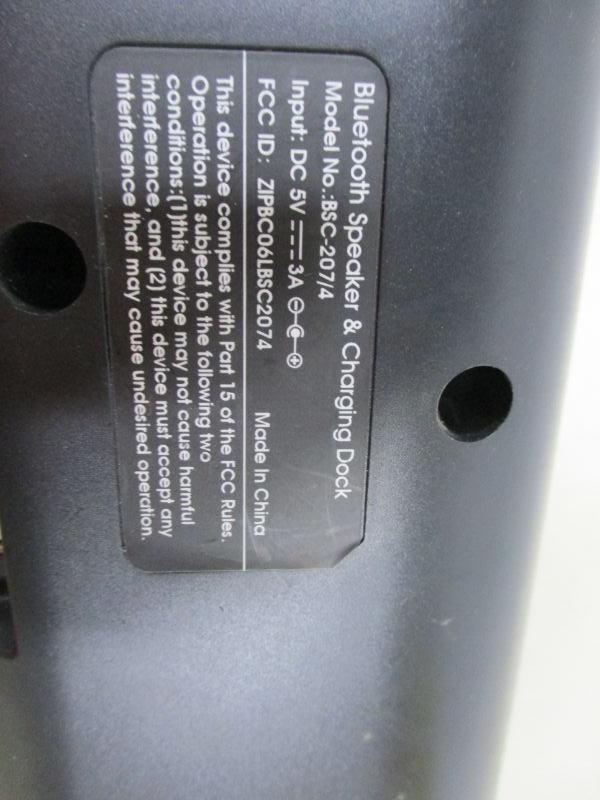 Bluetooth Speaker & Charging Dock
Model No.:BSC-207/4
Input: DC 5V ⎓ 3A
FCC ID: ZIPBC06LBSC2074 Made In China
This device complies with Part 15 of the FCC Rules.
Operation is subject to the following two
conditions:(1)this device may not cause harmful
interference, and (2) this device must accept any
interference that may cause undesired operation.